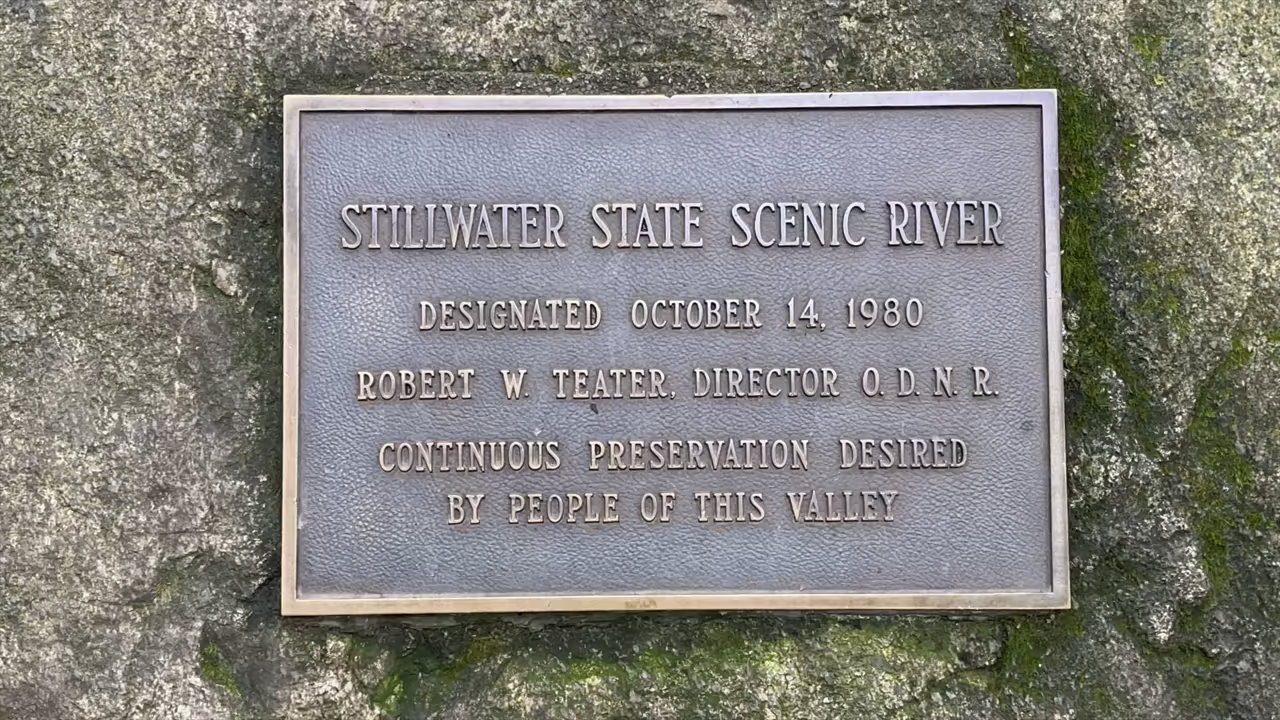 STILLWATER STATE SCENIC RIVER
DESIGNATED OCTOBER 14, 1980
ROBERT W. TEATER, DIRECTOR O. D. N. R.
CONTINUOUS PRESERVATION DESIRED
BY PEOPLE OF THIS VALLEY